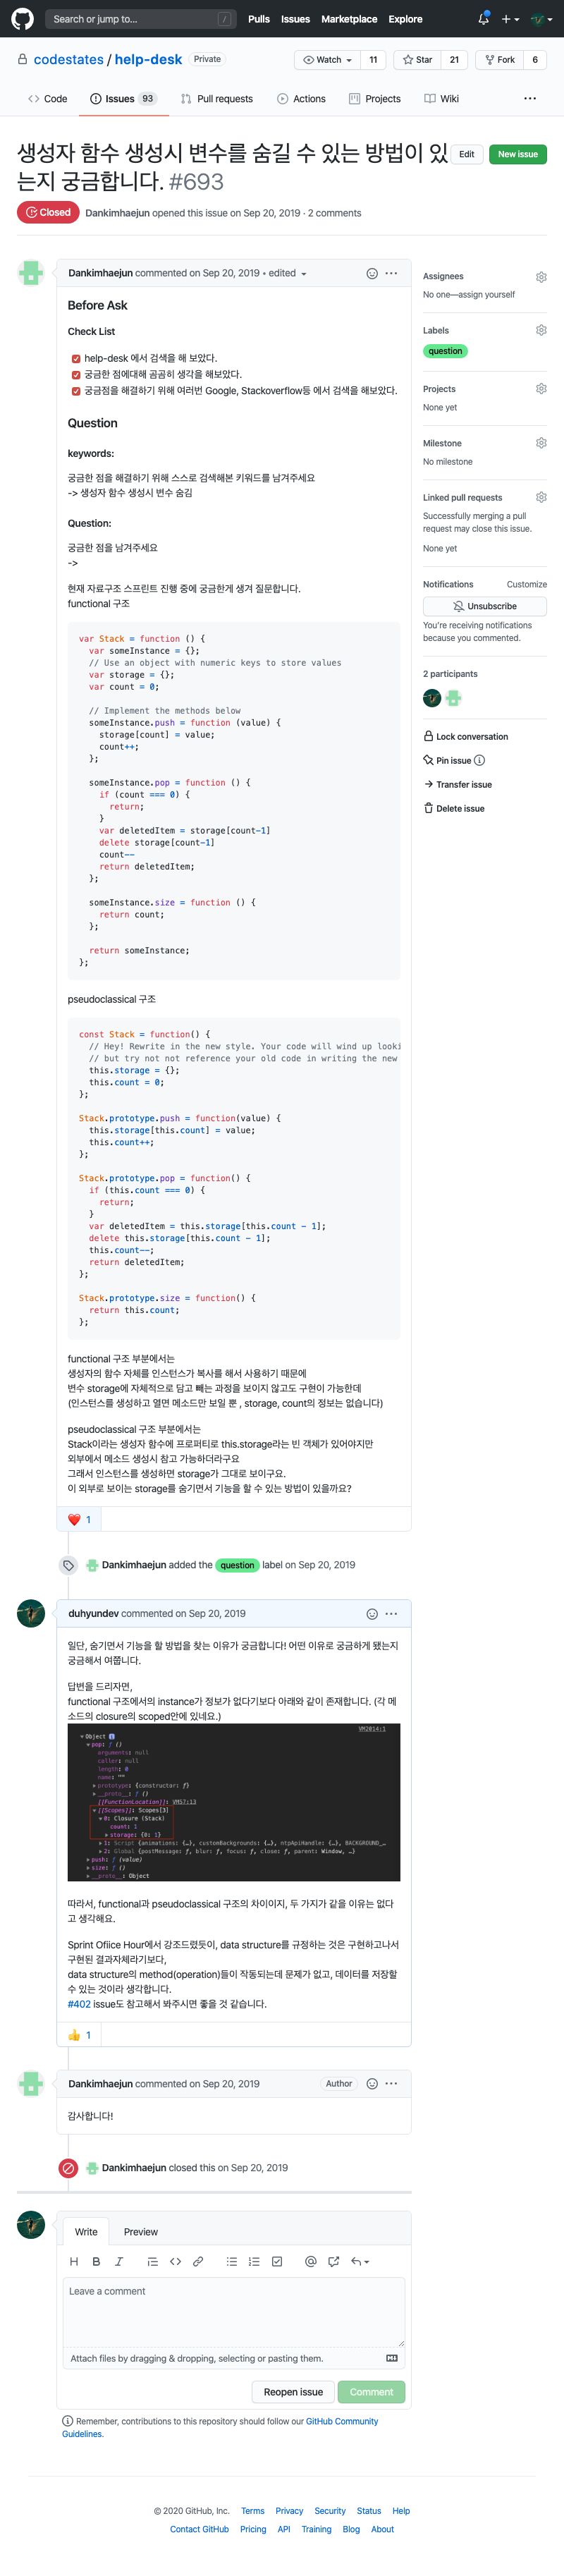 Search or jump to...
/
Pulls Issues Marketplace Explore
codestates / help-desk Private
Watch 11 Star 21 Fork 6
Code Issues 93 Pull requests Actions Projects Wiki
생성자 함수 생성시 변수를 숨길 수 있는 방법이 있
는지 궁금합니다. #693
Edit New issue
Closed Dankimhaejun opened this issue on Sep 20, 2019 · 2 comments
Dankimhaejun commented on Sep 20, 2019 • edited
Before Ask
Check List
help-desk 에서 검색을 해 보았다.
궁금한 점에대해 곰곰히 생각을 해보았다.
궁금점을 해결하기 위해 여러번 Google, Stackoverflow등 에서 검색을 해보았다.
Question
keywords:
궁금한 점을 해결하기 위해 스스로 검색해본 키워드를 남겨주세요
-> 생성자 함수 생성시 변수 숨김
Question:
궁금한 점을 남겨주세요
->
현재 자료구조 스프린트 진행 중에 궁금한게 생겨 질문합니다.
functional 구조
var Stack = function () {
var someInstance = {};
// Use an object with numeric keys to store values
var storage = {};
var count = 0;
// Implement the methods below
someInstance.push = function (value) {
storage[count] = value;
count++;
};
someInstance.pop = function () {
if (count === 0) {
return;
}
var deletedItem = storage[count-1]
delete storage[count-1]
count--
return deletedItem;
};
someInstance.size = function () {
return count;
};
return someInstance;
};
pseudoclassical 구조
const Stack = function() {
// Hey! Rewrite in the new style. Your code will wind up looki
// but try not not reference your old code in writing the new
this.storage = {};
this.count = 0;
};
Stack.prototype.push = function(value) {
this.storage[this.count] = value;
this.count++;
};
Stack.prototype.pop = function() {
if (this.count === 0) {
return;
}
var deletedItem = this.storage[this.count - 1];
delete this.storage[this.count - 1];
this.count--;
return deletedItem;
};
Stack.prototype.size = function() {
return this.count;
};
functional 구조 부분에서는
생성자의 함수 자체를 인스턴스가 복사를 해서 사용하기 때문에
변수 storage에 자체적으로 담고 빼는 과정을 보이지 않고도 구현이 가능한데
(인스턴스를 생성하고 열면 메소드만 보일 뿐 , storage, count의 정보는 없습니다)
pseudoclassical 구조 부분에서는
Stack이라는 생성자 함수에 프로퍼티로 this.storage라는 빈 객체가 있어야지만
외부에서 메소드 생성시 참고 가능하더라구요
그래서 인스턴스를 생성하면 storage가 그대로 보이구요.
이 외부로 보이는 storage를 숨기면서 기능을 할 수 있는 방법이 있을까요?
1
Dankimhaejun added the question label on Sep 20, 2019
duhyundev commented on Sep 20, 2019
일단, 숨기면서 기능을 할 방법을 찾는 이유가 궁금합니다! 어떤 이유로 궁금하게 됐는지
궁금해서 여쭙니다.
답변을 드리자면,
functional 구조에서의 instance가 정보가 없다기보다 아래와 같이 존재합니다. (각 메
소드의 closure의 scoped안에 있네요.)
VM2014:1
Object
pop: ƒ ()
arguments: null
caller: null
length: 0
name: ""
prototype: {constructor: ƒ}
__proto__: ƒ ()
[[FunctionLocation]]: VM57:13
[[Scopes]]: Scopes[3]
0: Closure (Stack)
count: 1
storage: {0: 1}
1: Script {animations: {…}, customBackgrounds: {…}, ntpApiHandle: {…}, BACKGROUND_…
2: Global {postMessage: ƒ, blur: ƒ, focus: ƒ, close: ƒ, parent: Window, …}
push: ƒ (value)
size: ƒ ()
__proto__: Object
따라서, functional과 pseudoclassical 구조의 차이이지, 두 가지가 같을 이유는 없다
고 생각해요.
Sprint Ofiice Hour에서 강조드렸듯이, data structure를 규정하는 것은 구현하고나서
구현된 결과자체라기보다,
data structure의 method(operation)들이 작동되는데 문제가 없고, 데이터를 저장할
수 있는 것이라 생각합니다.
#402 issue도 참고해서 봐주시면 좋을 것 같습니다.
1
Dankimhaejun commented on Sep 20, 2019 Author
감사합니다!
Dankimhaejun closed this on Sep 20, 2019
Write Preview
Leave a comment
Attach files by dragging & dropping, selecting or pasting them.
Reopen issue Comment
Remember, contributions to this repository should follow our GitHub Community
Guidelines.
Assignees
No one—assign yourself
Labels
question
Projects
None yet
Milestone
No milestone
Linked pull requests
Successfully merging a pull
request may close this issue.
None yet
Notifications Customize
Unsubscribe
You're receiving notifications
because you commented.
2 participants
Lock conversation
Pin issue
Transfer issue
Delete issue
© 2020 GitHub, Inc. Terms Privacy Security Status Help
Contact GitHub Pricing API Training Blog About